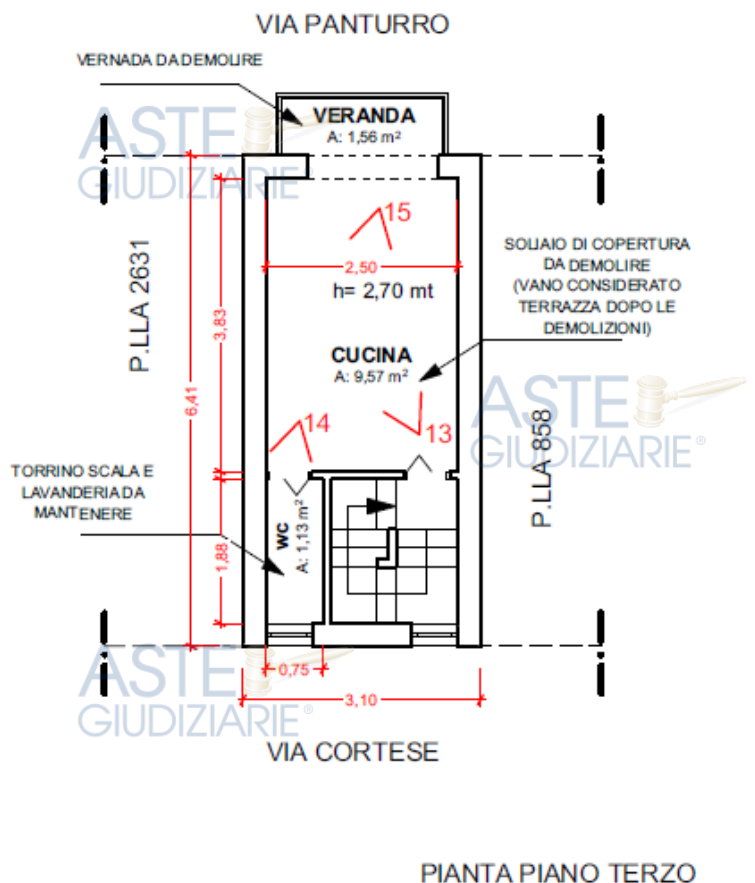 VIA PANTURRO
VERNADA DA DEMOLIRE
VERANDA
A: 1,56 m²
ASTE
GIUDIZIARIE
15
2,50
h= 2,70 mt
SOLIAIO DI COPERTURA
DA DEMOLIRE
(VANO CONSIDERATO
TERRAZZA DOPO LE
DEMOLIZIONI)
P.LLA 2631
3,83
6,41
CUCINA
A: 9,57 m²
ASTE
GIUDIZIARIE®
14
13
P.LLA 858
TORRINO SCALA E
LAVANDERIA DA
MANTENERE
WC
A: 1,13 m²
1,88
0,75
3,10
ASTE
GIUDIZIARIE®
VIA CORTESE
PIANTA PIANO TERZO